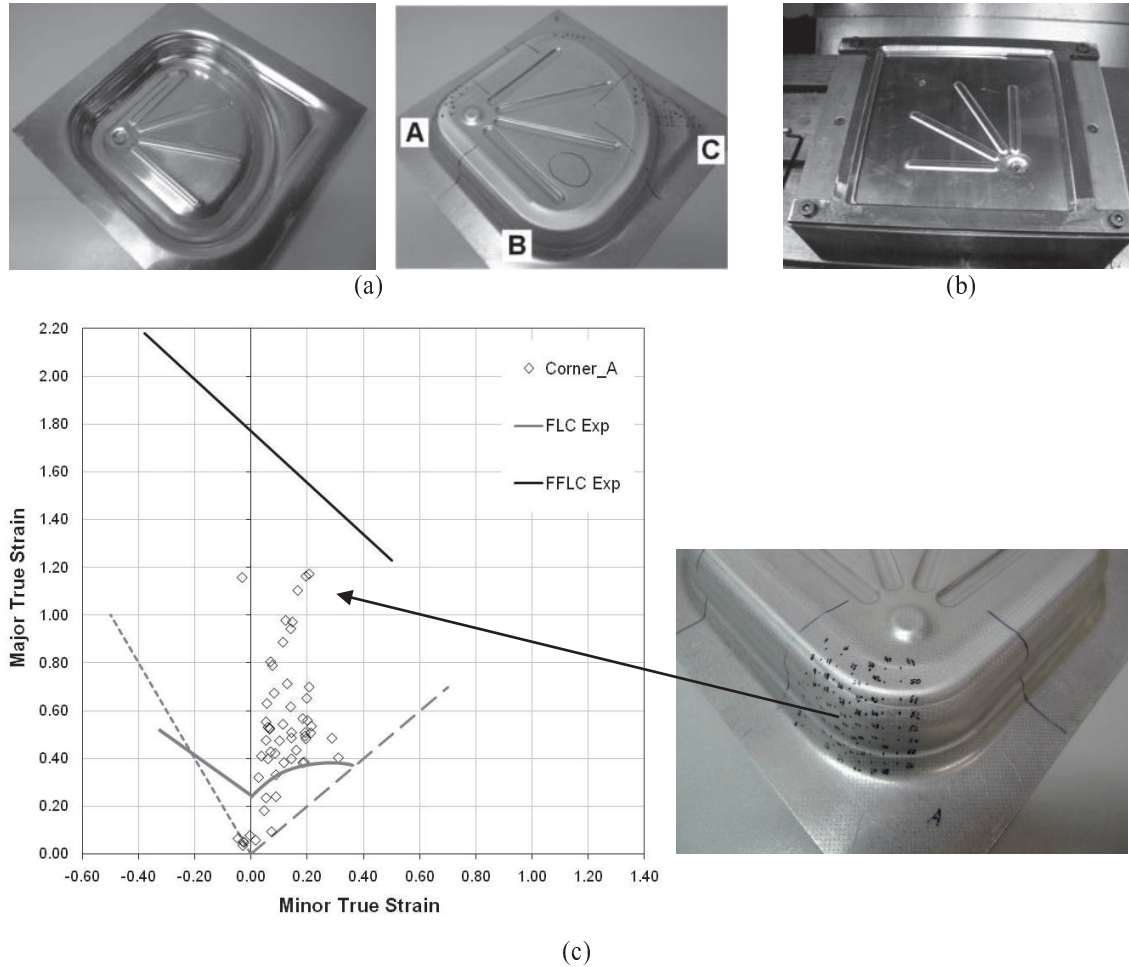 A
B
C
(a)
(b)
2.20
2.00
1.80
1.60
1.40
1.20
1.00
0.80
0.60
0.40
0.20
0.00
-0.60 -0.40 -0.20 0.00 0.20 0.40 0.60 0.80 1.00 1.20 1.40
Major True Strain
Minor True Strain
Corner_A
FLC Exp
FFLC Exp
A
(c)